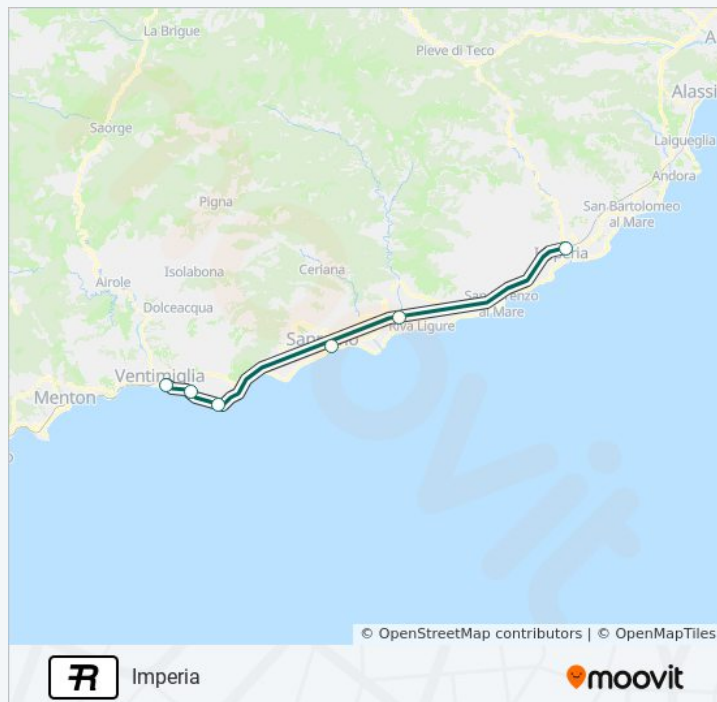 La Brigue
Pieve di Teco
Alassi
Saorge
Laigueglia
Andora
Pigna
San Bartolomeo
al Mare
Airole
Isolabona
Ceriana
Dolceacqua
al Mare
Riva Ligure
Ventimiglia
Menton
© OpenStreetMap contributors | © OpenMapTiles
R Imperia
moovit